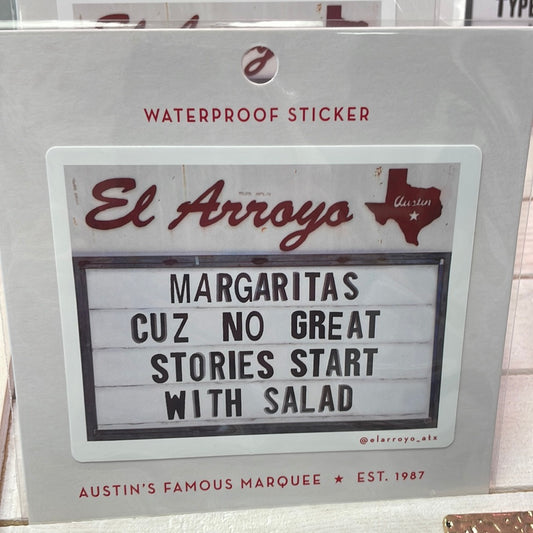 TYPE
WATERPROOF STICKER
El Arroyo
Austin
MARGARITAS
CUZ NO GREAT
STORIES START
WITH SALAD
@elarroyo_atx
AUSTIN'S FAMOUS MARQUEE ★ EST. 1987